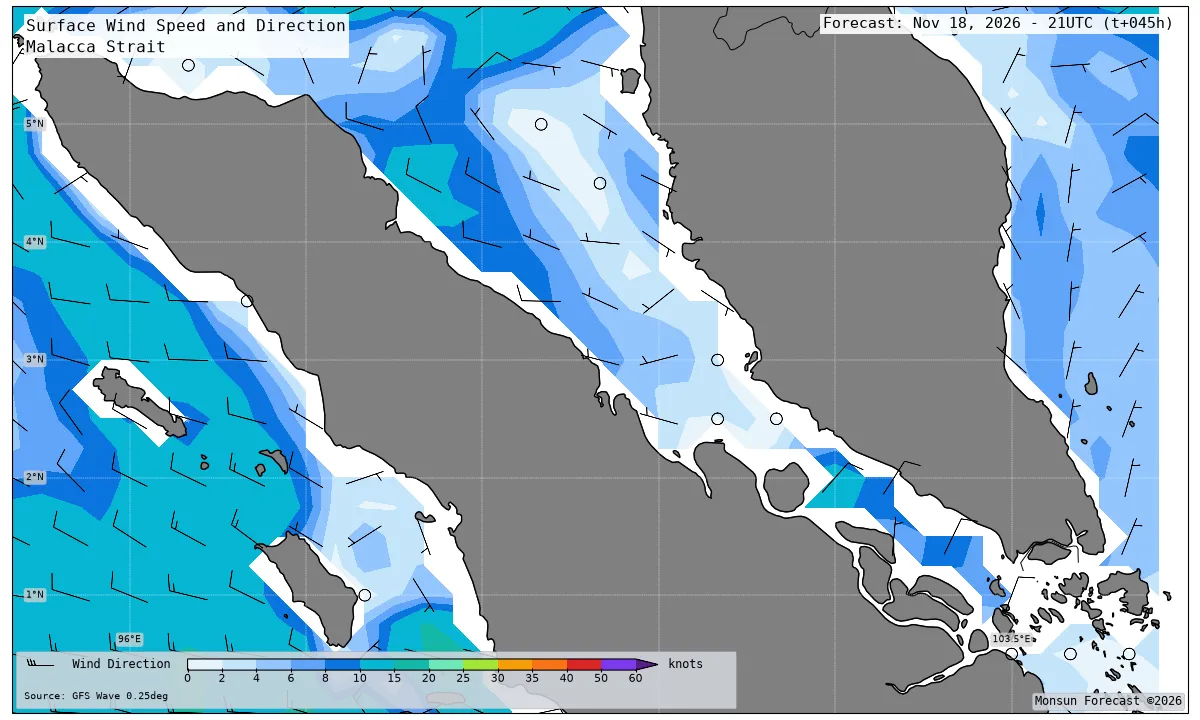 Surface Wind Speed and Direction
Malacca Strait
Forecast: Nov 18, 2026 - 21UTC (t+045h)
5°N
4°N
3°N
2°N
1°N
96°E
103.5°E
Wind Direction
knots
0 2 4 6 8 10 15 20 25 30 35 40 50 60
Source: GFS Wave 0.25deg
Monsun Forecast ©2026